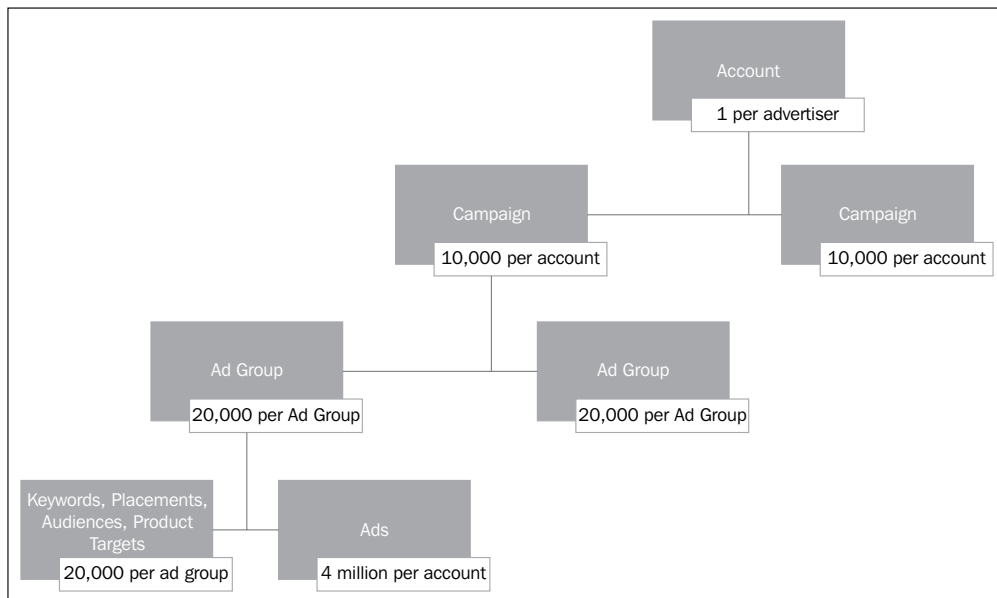 Account
1 per advertiser
Campaign
10,000 per account
Campaign
10,000 per account
Ad Group
20,000 per Ad Group
Ad Group
20,000 per Ad Group
Keywords, Placements,
Audiences, Product
Targets
20,000 per ad group
Ads
4 million per account